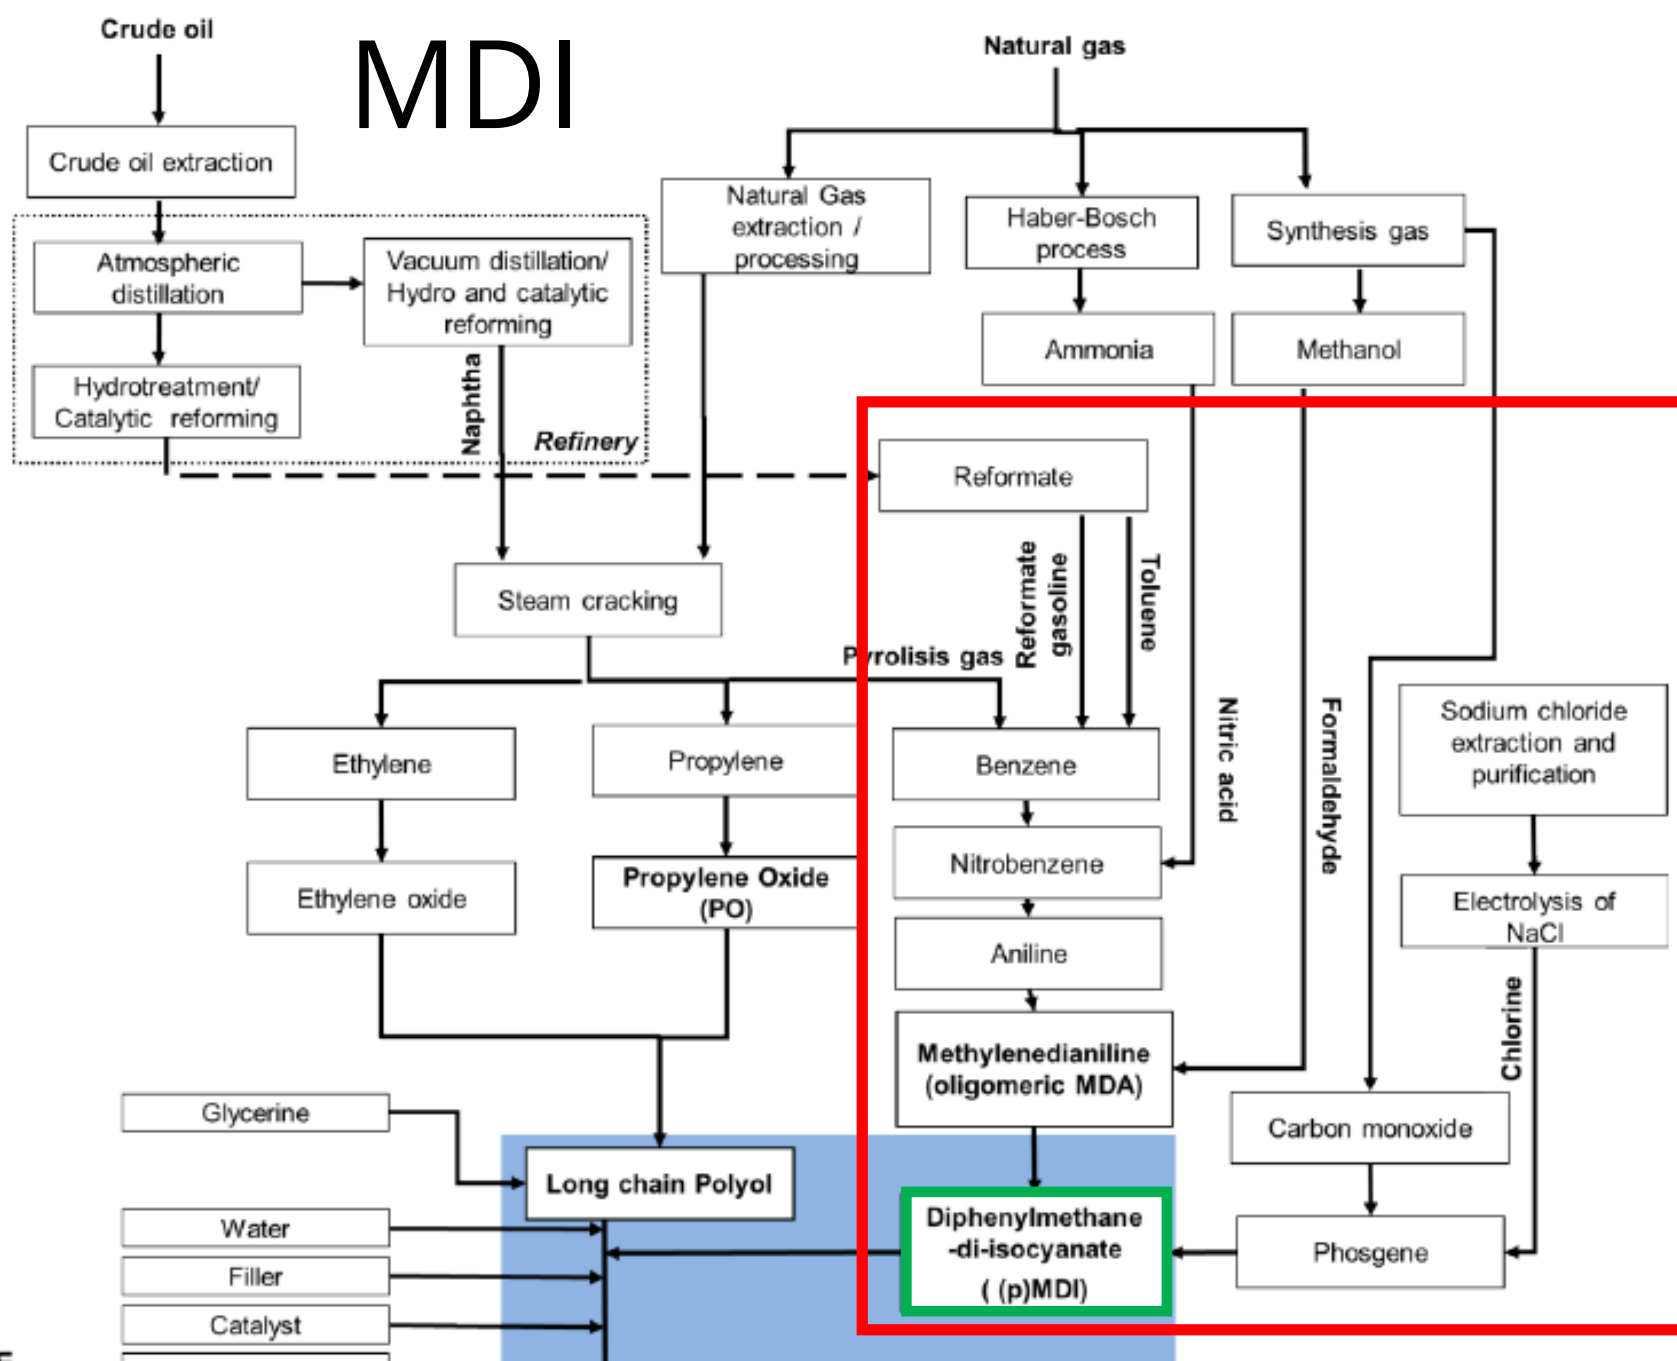 Crude oil
MDI
Natural gas
Crude oil extraction
Natural Gas
extraction /
processing
Haber-Bosch
process
Synthesis gas
Atmospheric
distillation
Vacuum distillation/
Hydro and catalytic
reforming
Ammonia
Methanol
Hydrotreatment/
Catalytic reforming
Naphtha
Refinery
Reformate
Reformate
gasoline
Toluene
Steam cracking
Pyrolisis gas
Nitric acid
Formaldehyde
Sodium chloride
extraction and
purification
Ethylene
Propylene
Benzene
Nitrobenzene
Ethylene oxide
Propylene Oxide
(PO)
Electrolysis of
NaCl
Aniline
Chlorine
Methylenedianiline
(oligomeric MDA)
Glycerine
Carbon monoxide
Long chain Polyol
Water
Diphenylmethane
-di-isocyanate
( (p)MDI)
Phosgene
Filler
Catalyst